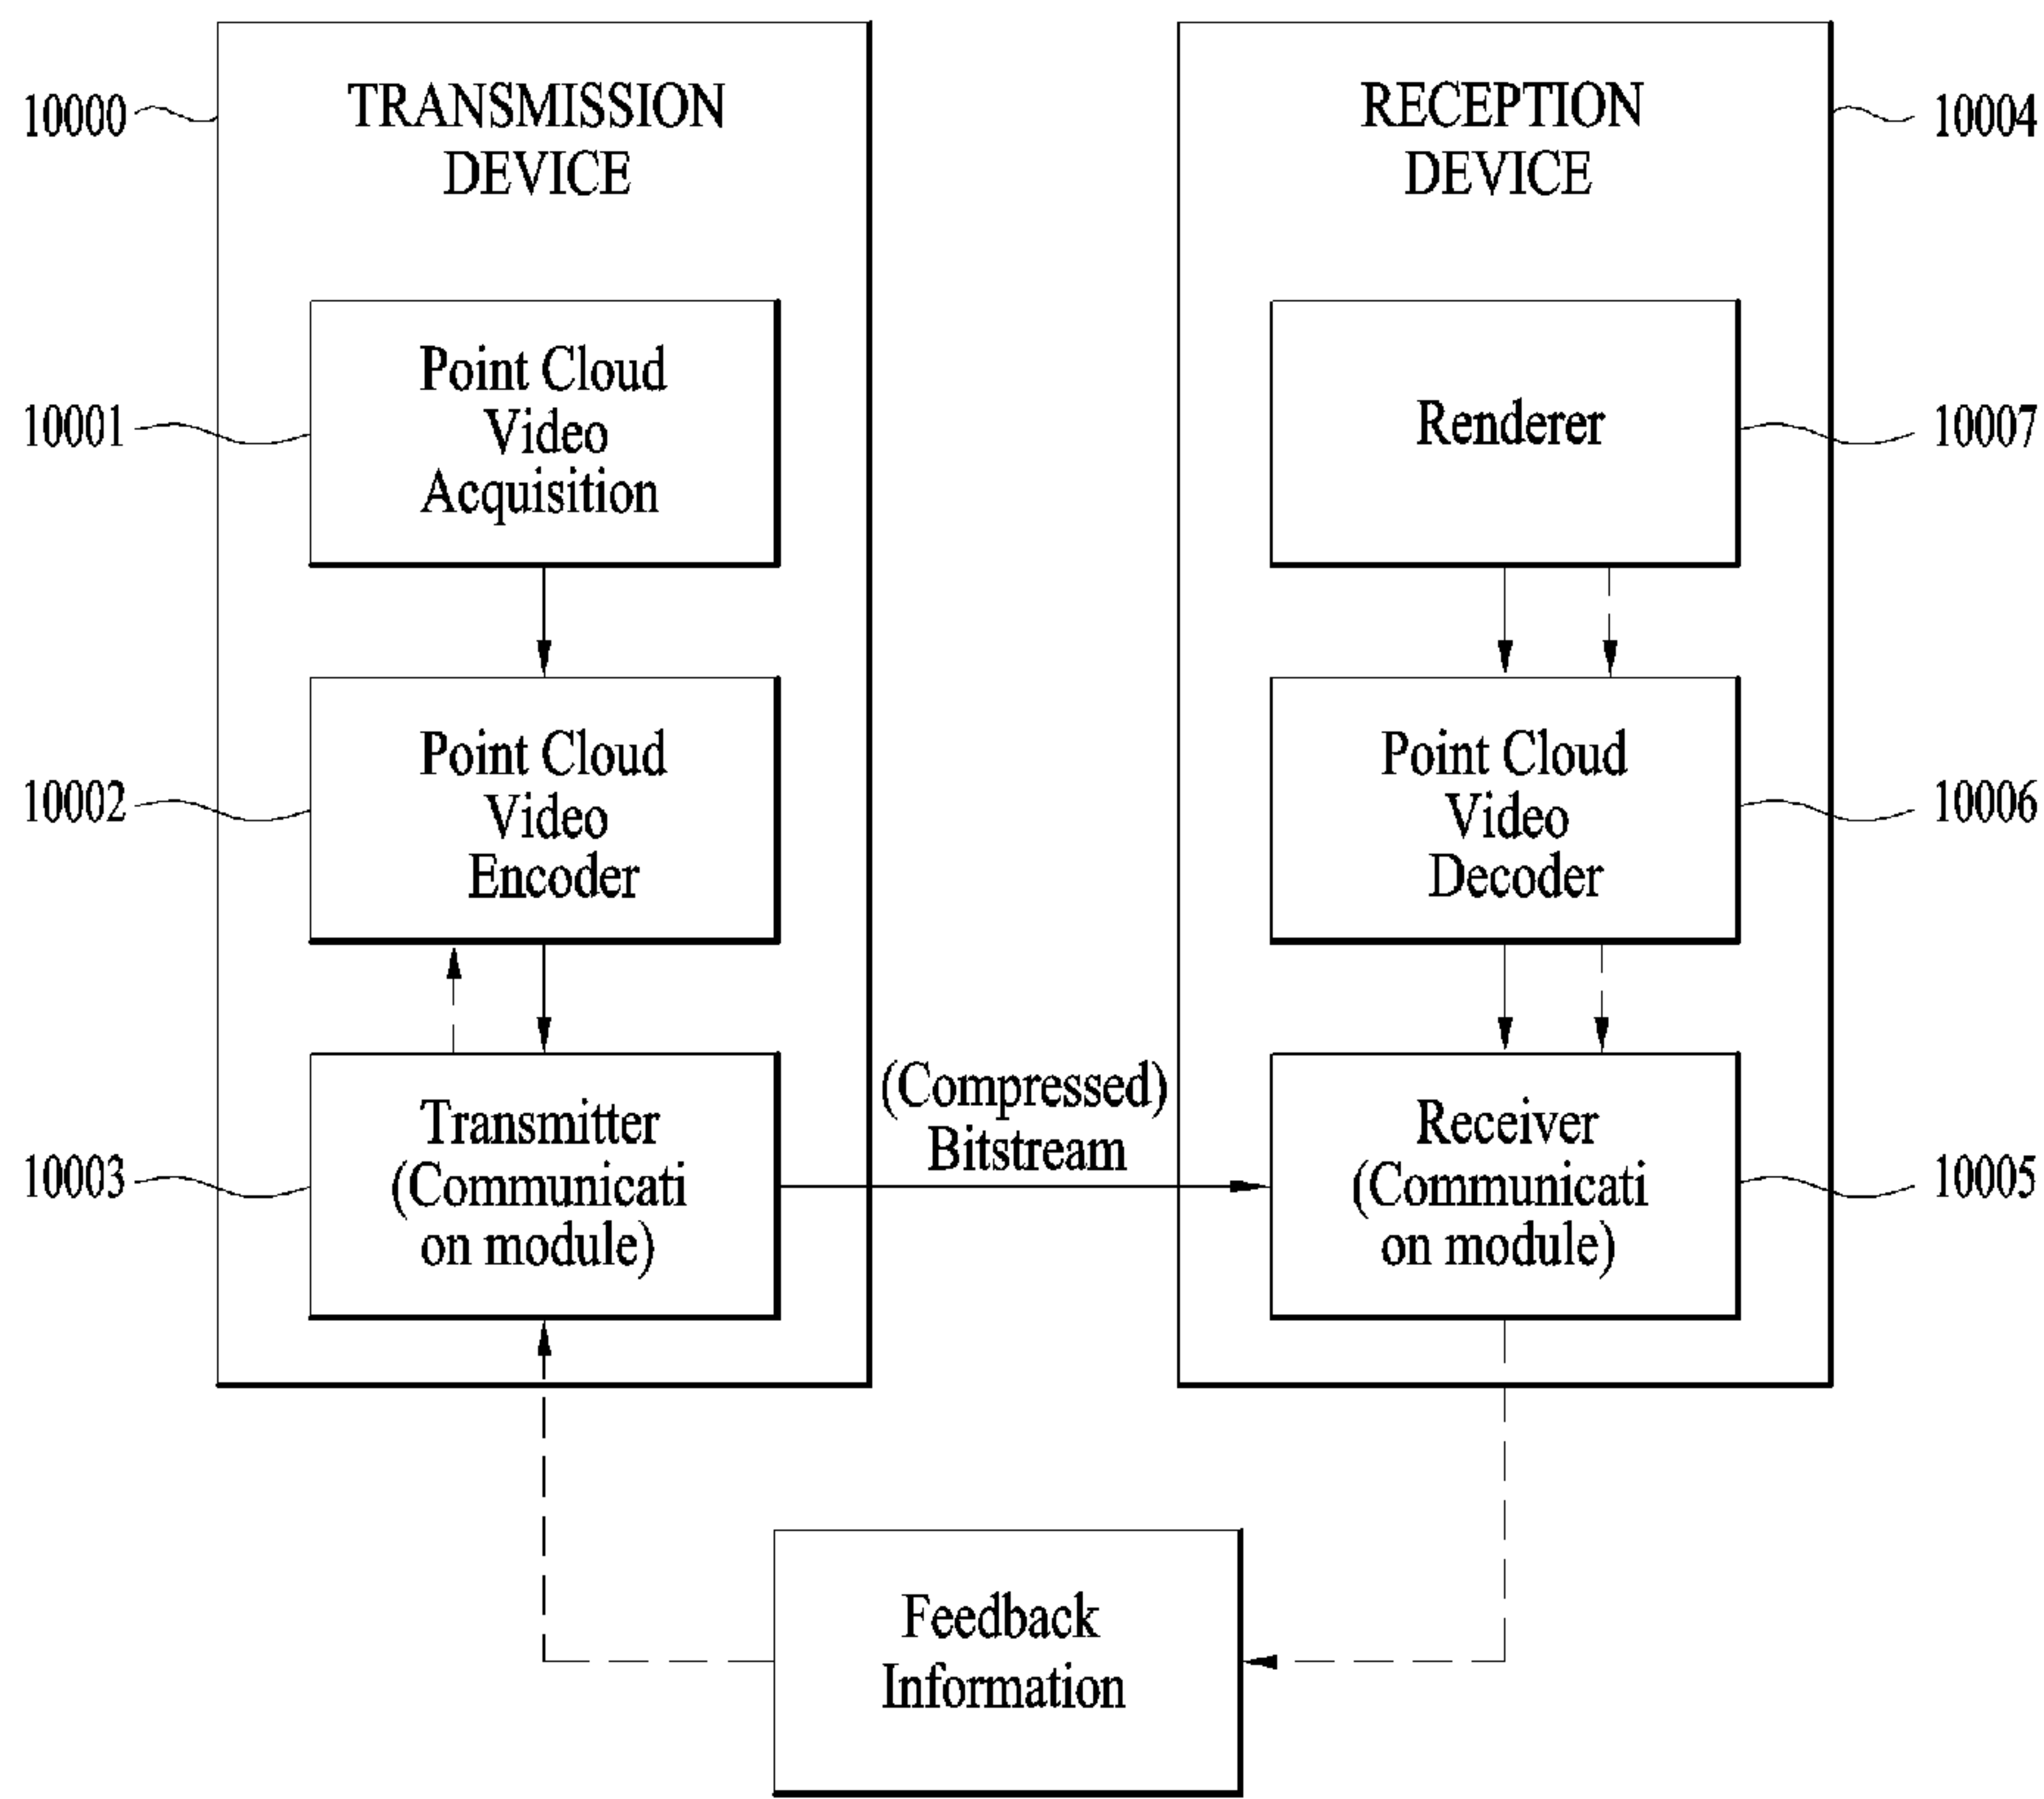 TRANSMISSION
DEVICE
10000
Point Cloud
Video
Acquisition
10001
Point Cloud
Video
Encoder
10002
Transmitter
(Communicati
on module)
10003
(Compressed)
Bitstream
RECEPTION
DEVICE
10004
Renderer
10007
Point Cloud
Video
Decoder
10006
Receiver
(Communicati
on module)
10005
Feedback
Information